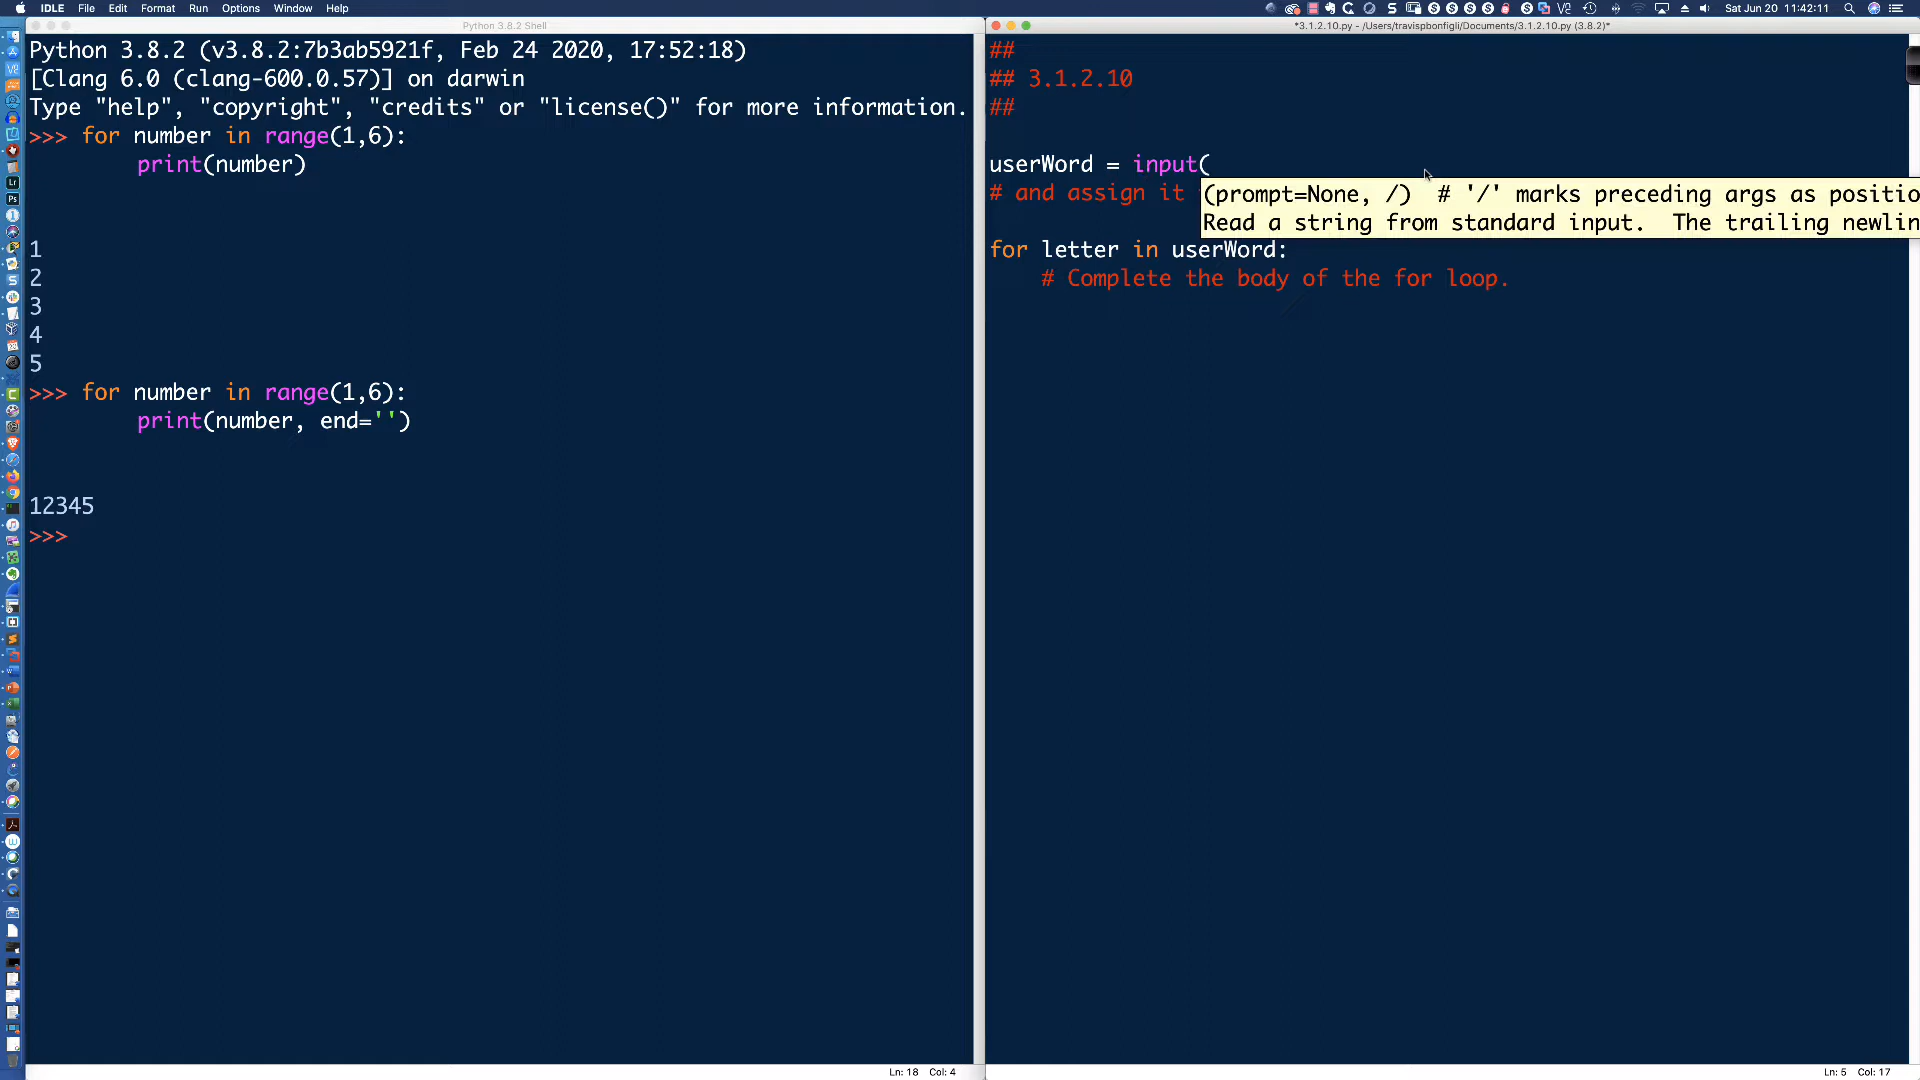 IDLE File Edit Format Run Options Window Help
Sat Jun 20 11:42:11
Python 3.8.2 Shell
Python 3.8.2 (v3.8.2:7b3ab5921f, Feb 24 2020, 17:52:18)
[Clang 6.0 (clang-600.0.57)] on darwin
Type "help", "copyright", "credits" or "license()" for more information.
>>> for number in range(1,6):
print(number)
1
2
3
4
5
>>> for number in range(1,6):
print(number, end='')
12345
>>>
Ln: 18 Col: 4
*3.1.2.10.py - /Users/travispbonfigli/Documents/3.1.2.10.py (3.8.2)*
##
## 3.1.2.10
##
userWord = input(
# and assign it
(prompt=None, /) # '/' marks preceding args as positio
Read a string from standard input. The trailing newlin
for letter in userWord:
# Complete the body of the for loop.
Ln: 5 Col: 17